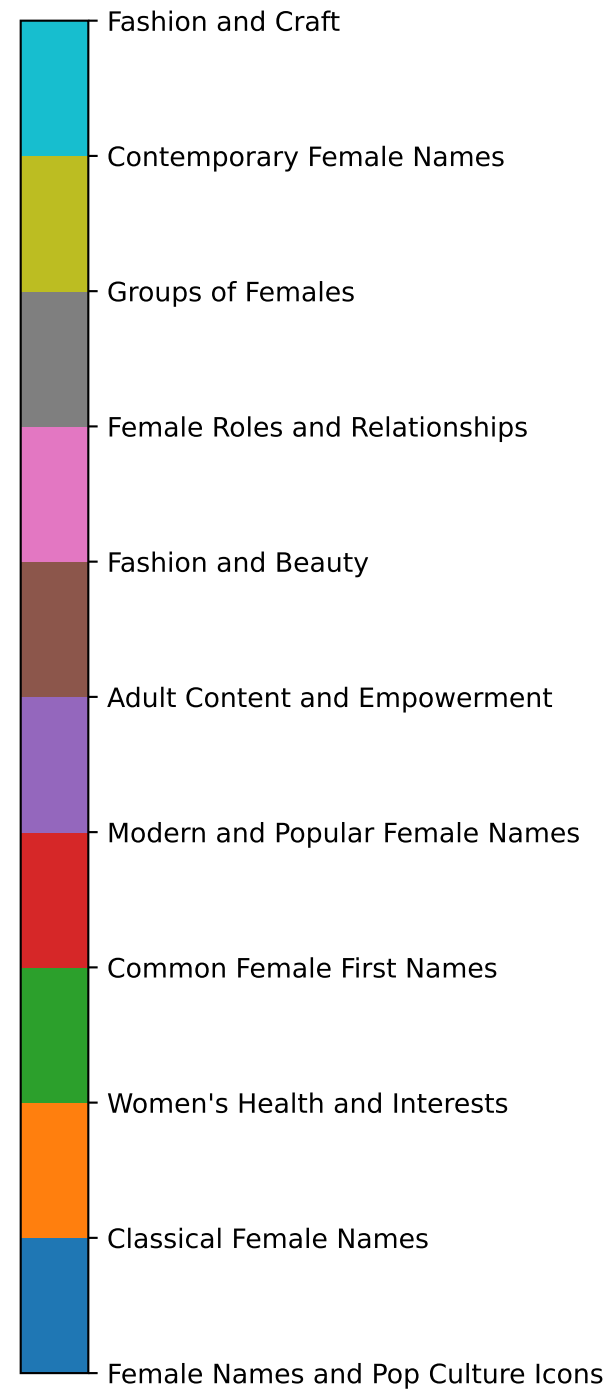 Fashion and Craft
Contemporary Female Names
Groups of Females
Female Roles and Relationships
Fashion and Beauty
Adult Content and Empowerment
Modern and Popular Female Names
Common Female First Names
Women's Health and Interests
Classical Female Names
Female Names and Pop Culture Icons